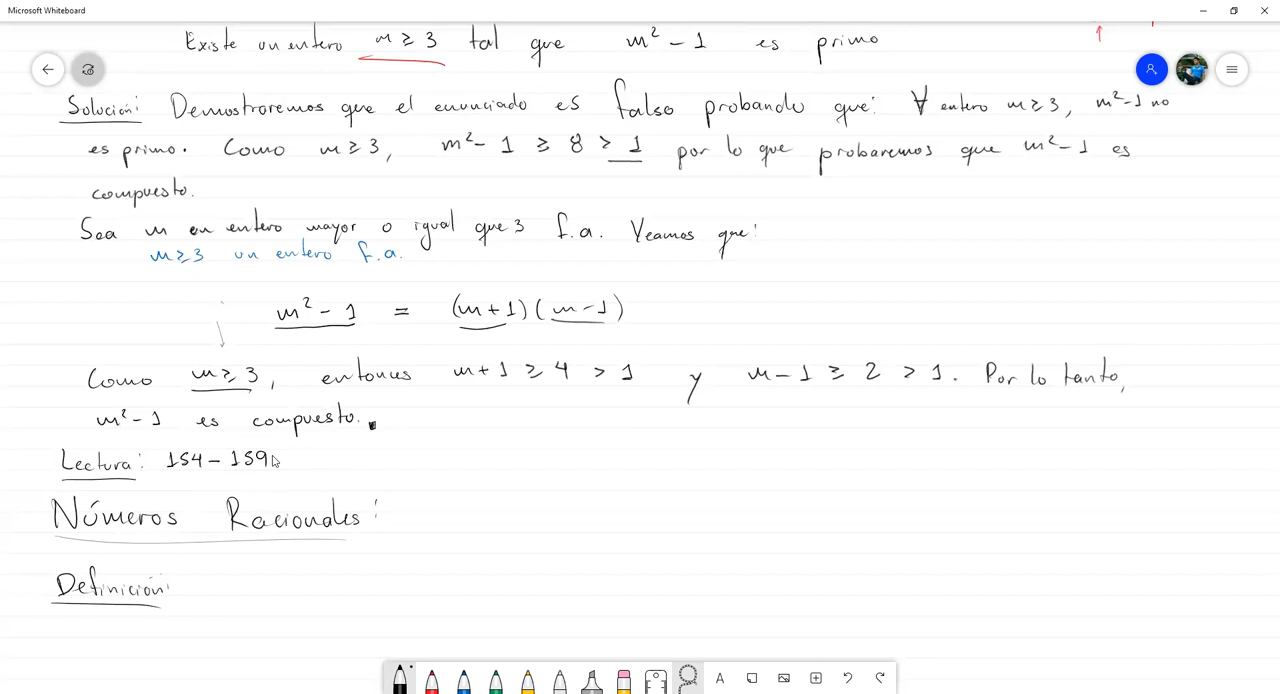 Microsoft Whiteboard
Existe un entero m ≥ 3 tal que m² - 1 es primo
Solución: Demostraremos que el enunciado es falso probando que: ∀ entero m ≥ 3, m²-1 no
es primo. Como m ≥ 3, m² - 1 ≥ 8 > 1 por lo que probaremos que m²-1 es
compuesto.
Sea m un entero mayor o igual que 3 f.a. Veamos que:
m ≥ 3 un entero f.a.
m² - 1 = (m+1)(m-1)
Como m ≥ 3, entonces m+1 ≥ 4 > 1 y m-1 ≥ 2 > 1. Por lo tanto,
m²-1 es compuesto.
Lectura: 154 - 159
Números Racionales:
Definición:
A